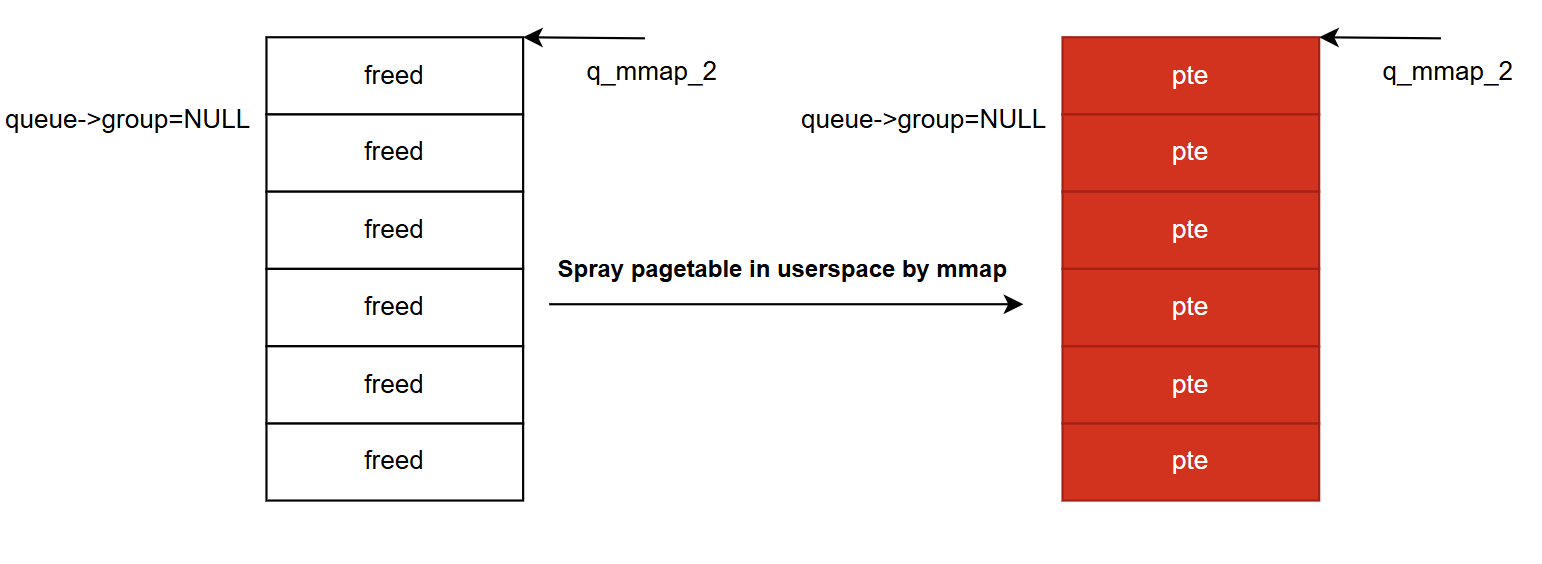 freed
q_mmap_2
queue->group=NULL
freed
freed
freed
freed
freed
Spray pagetable in userspace by mmap
pte
q_mmap_2
queue->group=NULL
pte
pte
pte
pte
pte